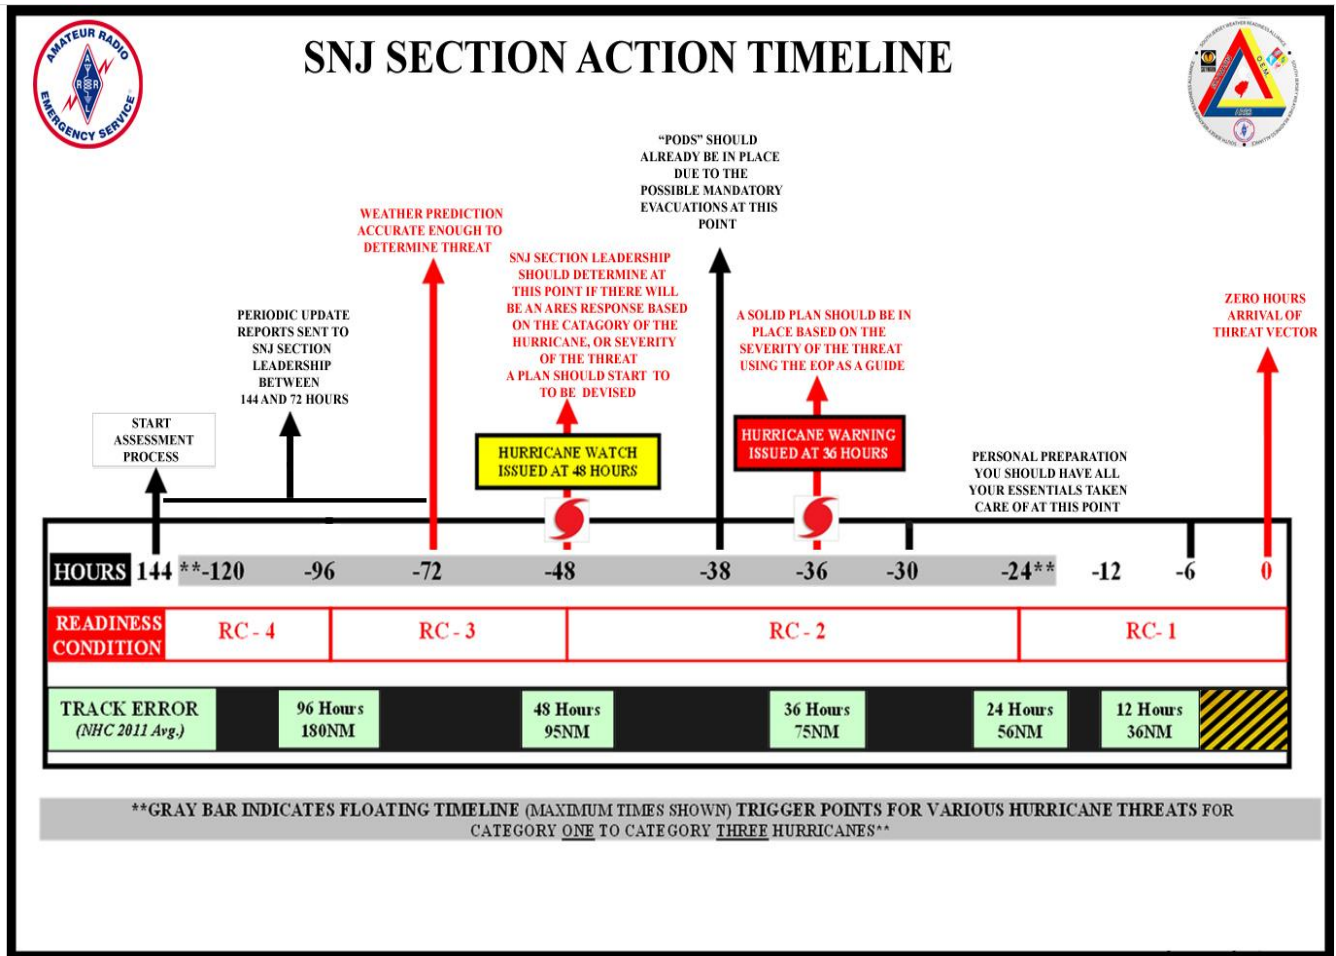 SNJ SECTION ACTION TIMELINE
AMATEUR RADIO
EMERGENCY SERVICE
A
R R
L
O.E.M.
SKYWARN
"PODS" SHOULD
ALREADY BE IN PLACE
DUE TO THE
POSSIBLE MANDATORY
EVACUATIONS AT THIS
POINT
WEATHER PREDICTION
ACCURATE ENOUGH TO
DETERMINE THREAT
SNJ SECTION LEADERSHIP
SHOULD DETERMINE AT
THIS POINT IF THERE WILL
BE AN ARES RESPONSE BASED
ON THE CATAGORY OF THE
HURRICANE, OR SEVERITY
OF THE THREAT
A PLAN SHOULD START TO
TO BE DEVISED
PERIODIC UPDATE
REPORTS SENT TO
SNJ SECTION
LEADERSHIP
BETWEEN
144 AND 72 HOURS
A SOLID PLAN SHOULD BE IN
PLACE BASED ON THE
SEVERITY OF THE THREAT
USING THE EOP AS A GUIDE
ZERO HOURS
ARRIVAL OF
THREAT VECTOR
START
ASSESSMENT
PROCESS
HURRICANE WATCH
ISSUED AT 48 HOURS
HURRICANE WARNING
ISSUED AT 36 HOURS
PERSONAL PREPARATION
YOU SHOULD HAVE ALL
YOUR ESSENTIALS TAKEN
CARE OF AT THIS POINT
HOURS 144 **-120 -96 -72 -48 -38 -36 -30 -24** -12 -6 0
READINESS
CONDITION
RC - 4 RC - 3 RC - 2 RC- 1
TRACK ERROR
(NHC 2011 Avg.)
96 Hours
180NM
48 Hours
95NM
36 Hours
75NM
24 Hours
56NM
12 Hours
36NM
**GRAY BAR INDICATES FLOATING TIMELINE (MAXIMUM TIMES SHOWN) TRIGGER POINTS FOR VARIOUS HURRICANE THREATS FOR
CATEGORY ONE TO CATEGORY THREE HURRICANES**